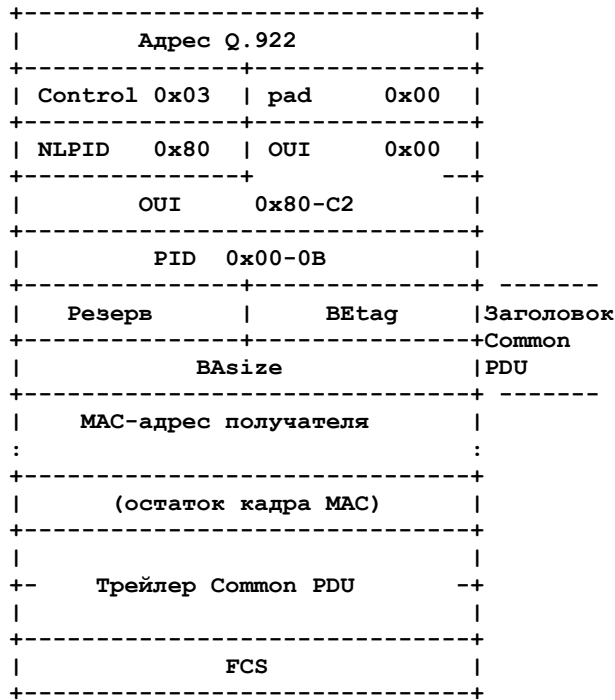 Адрес Q.922
Control 0x03 | pad 0x00
NLPID 0x80 | OUI 0x00
OUI 0x80-C2
PID 0x00-0B
Резерв | BEtag | Заголовок
Common
BAsize | PDU
MAC-адрес получателя
: :
(остаток кадра MAC)
Трейлер Common PDU
FCS